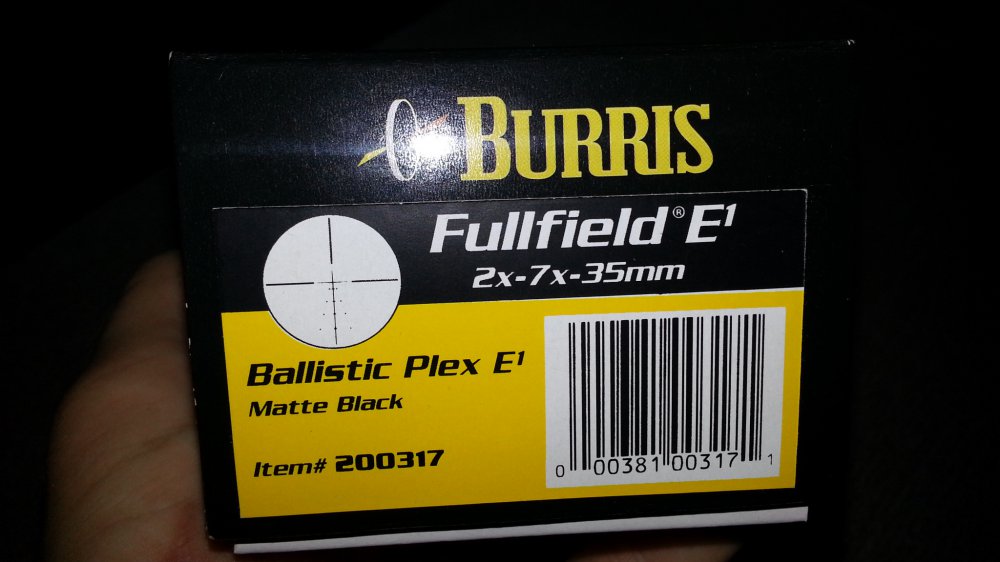 BURRIS
Fullfield® E¹
2x-7x-35mm
Ballistic Plex E¹
Matte Black
Item# 200317
0 00381 00317 1